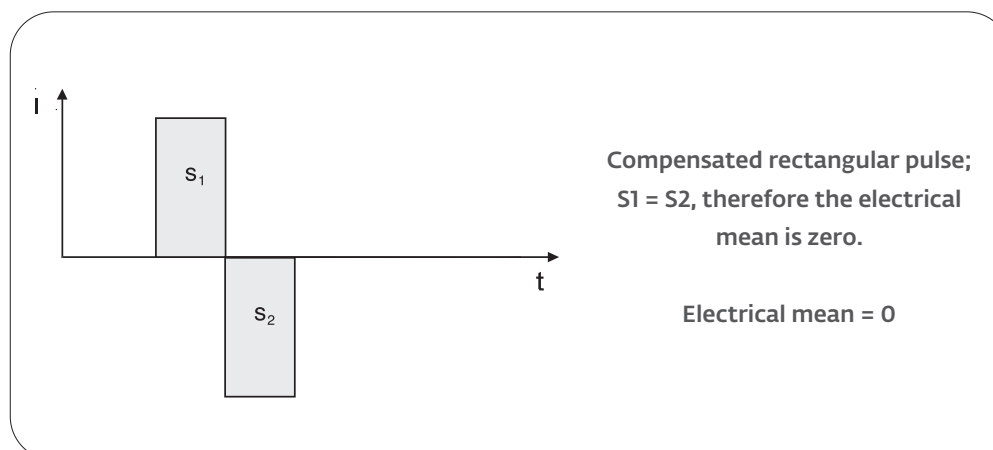 i
S₁
S₂
t
Compensated rectangular pulse;
S1 = S2, therefore the electrical
mean is zero.
Electrical mean = 0